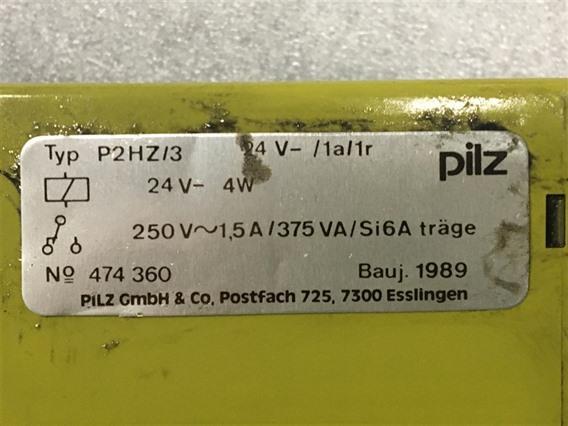 Typ P2HZ/3 24 V- /1a/1r
pilz
24 V- 4W
250 V~1,5A/375 VA/Si6A träge
Nº 474 360 Bauj. 1989
PILZ GmbH & Co, Postfach 725, 7300 Esslingen